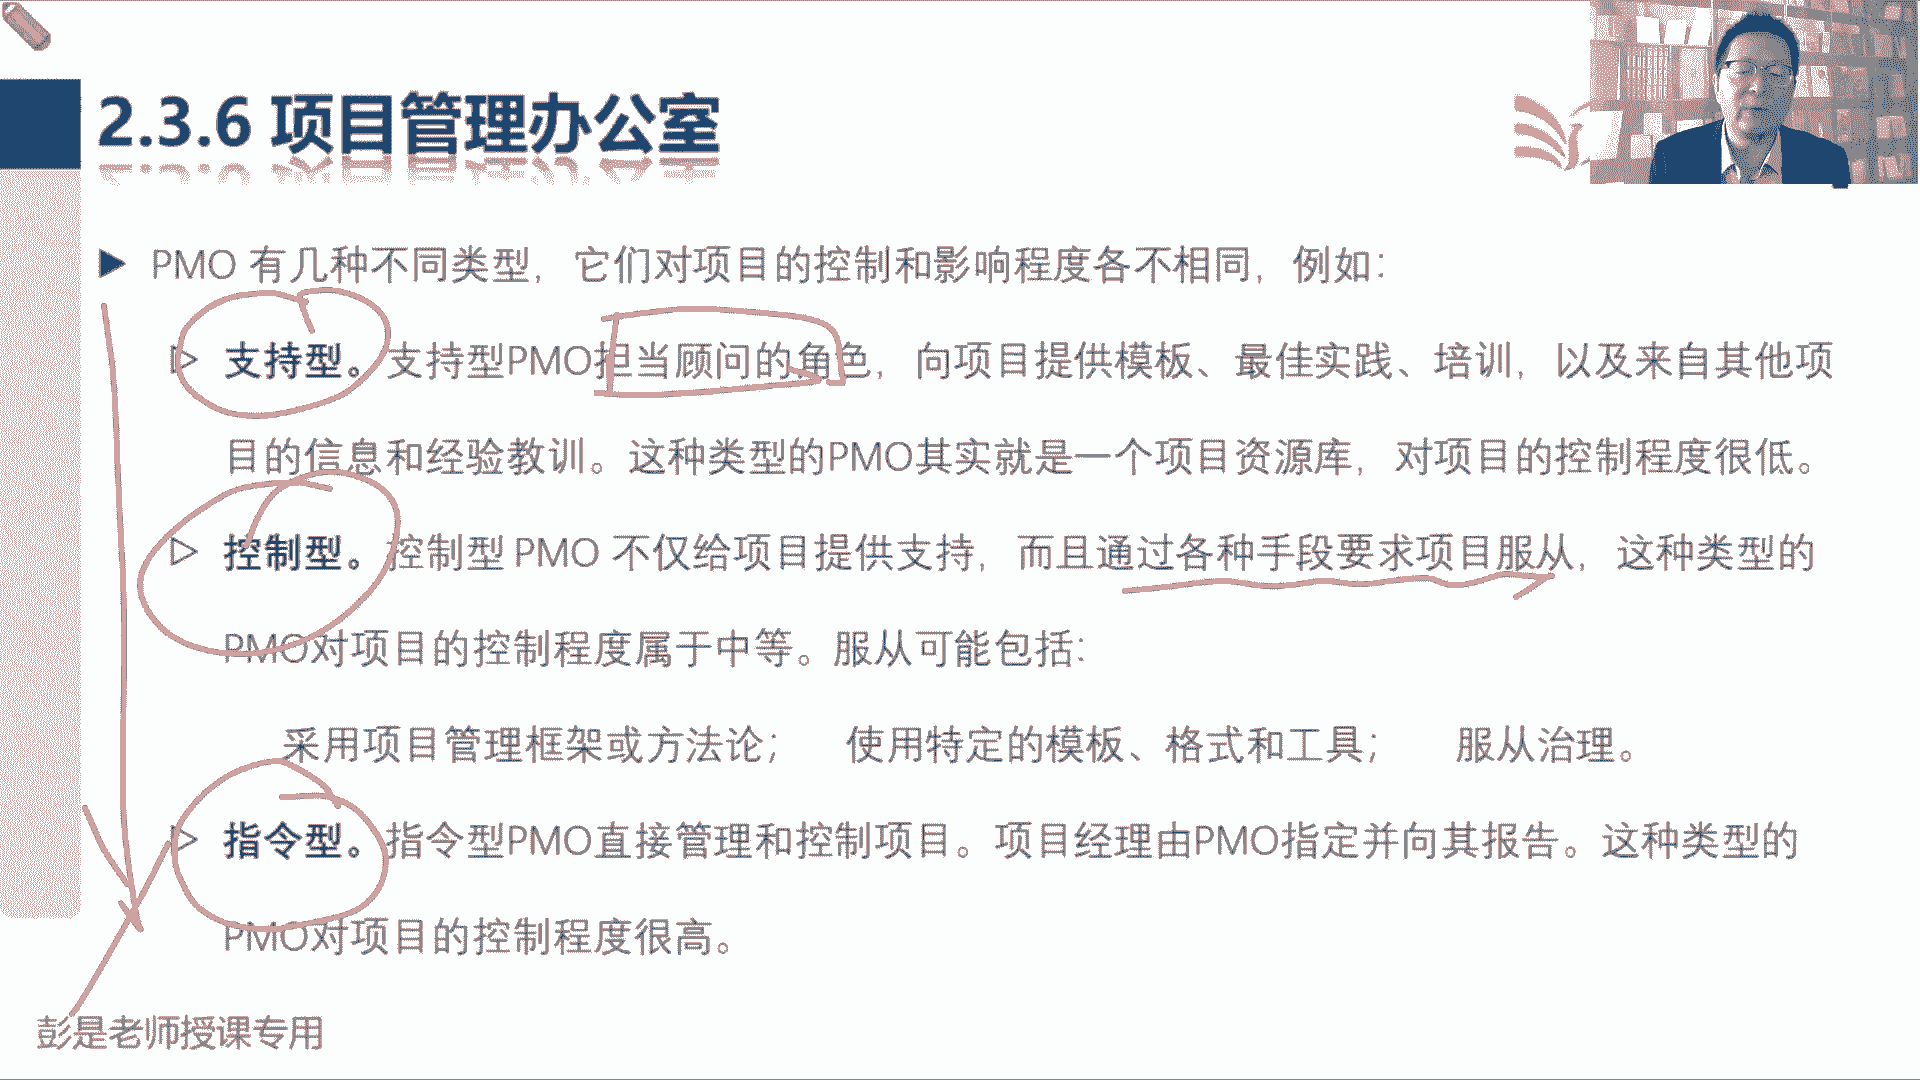 2.3.6 项目管理办公室
PMO 有几种不同类型，它们对项目的控制和影响程度各不相同，例如：
支持型。支持型PMO担当顾问的角色，向项目提供模板、最佳实践、培训，以及来自其他项
目的信息和经验教训。这种类型的PMO其实就是一个项目资源库，对项目的控制程度很低。
控制型。控制型 PMO 不仅给项目提供支持，而且通过各种手段要求项目服从，这种类型的
PMO对项目的控制程度属于中等。服从可能包括：
采用项目管理框架或方法论； 使用特定的模板、格式和工具； 服从治理。
指令型。指令型PMO直接管理和控制项目。项目经理由PMO指定并向其报告。这种类型的
PMO对项目的控制程度很高。
彭是老师授课专用